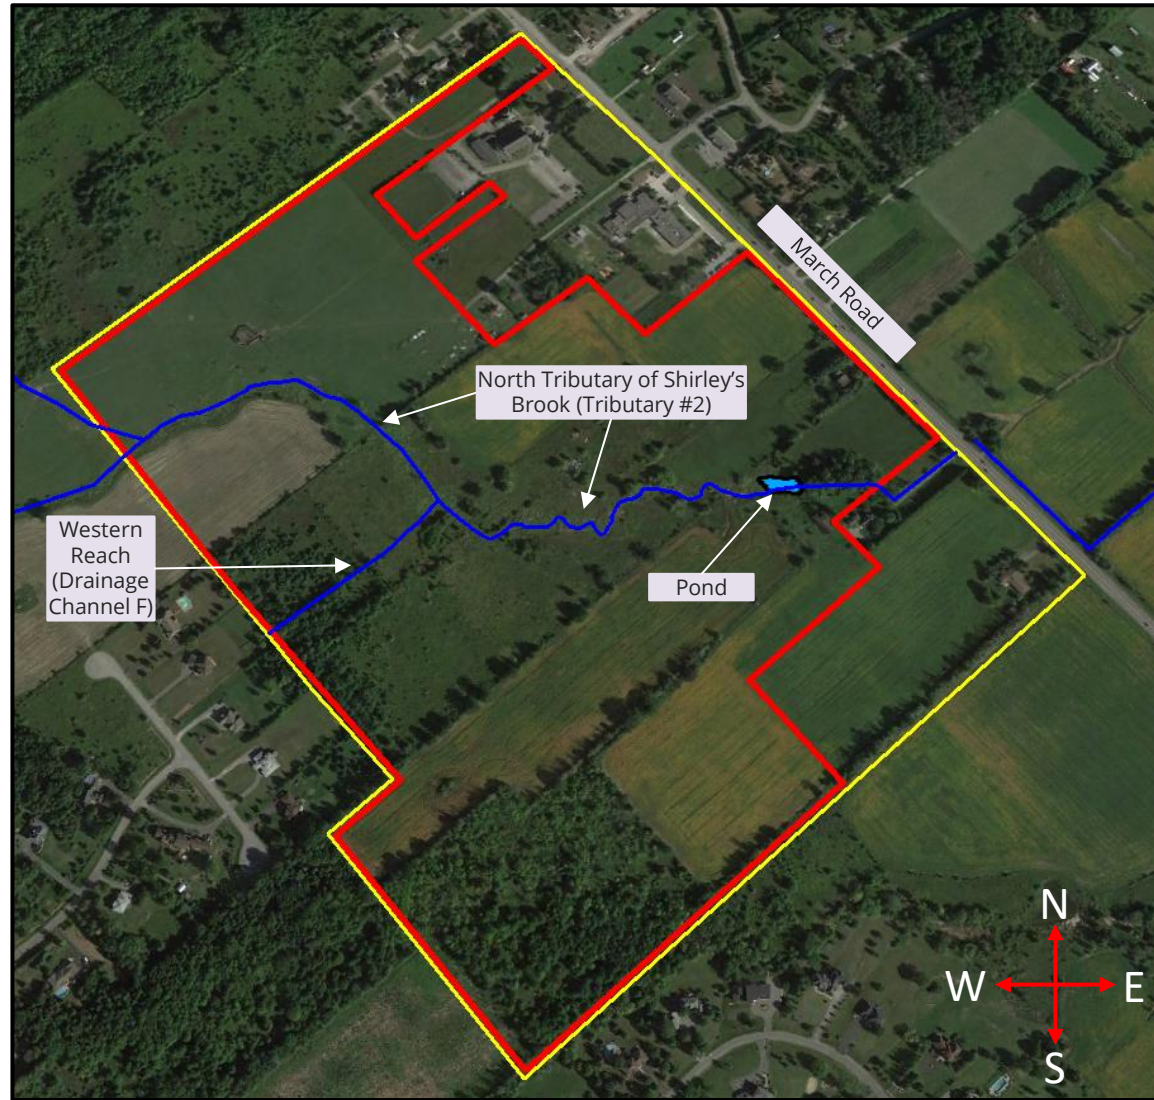 March Road
North Tributary of Shirley’s
Brook (Tributary #2)
Western
Reach
(Drainage
Channel F)
Pond
N
W
E
S